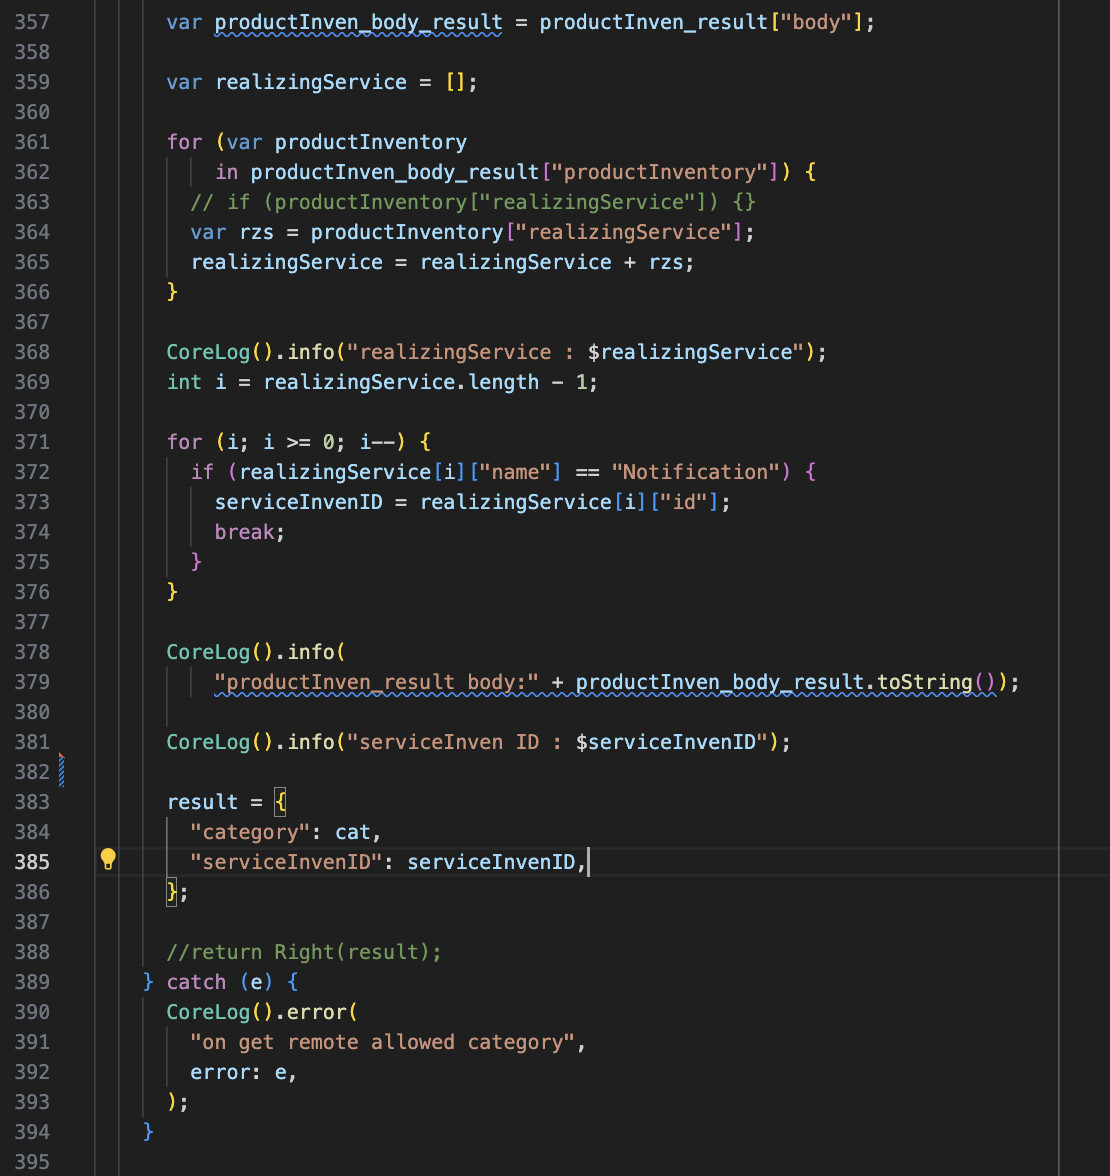 357 var productInven_body_result = productInven_result["body"];
358
359 var realizingService = [];
360
361 for (var productInventory
362 in productInven_body_result["productInventory"]) {
363 // if (productInventory["realizingService"]) {}
364 var rzs = productInventory["realizingService"];
365 realizingService = realizingService + rzs;
366 }
367
368 CoreLog().info("realizingService : $realizingService");
369 int i = realizingService.length - 1;
370
371 for (i; i >= 0; i--) {
372 if (realizingService[i]["name"] == "Notification") {
373 serviceInvenID = realizingService[i]["id"];
374 break;
375 }
376 }
377
378 CoreLog().info(
379 "productInven_result body:" + productInven_body_result.toString());
380
381 CoreLog().info("serviceInven ID : $serviceInvenID");
382
383 result = {
384 "category": cat,
385 "serviceInvenID": serviceInvenID,
386 };
387
388 //return Right(result);
389 } catch (e) {
390 CoreLog().error(
391 "on get remote allowed category",
392 error: e,
393 );
394 }
395